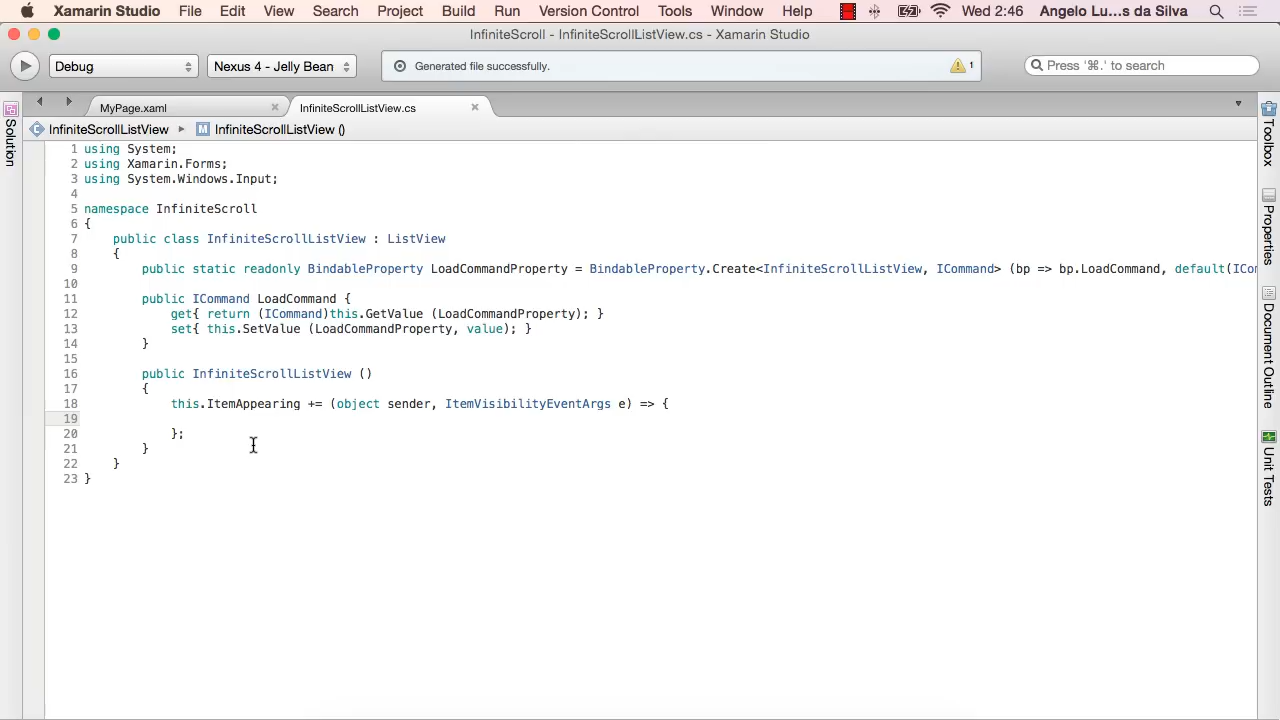 Xamarin Studio File Edit View Search Project Build Run Version Control Tools Window Help Wed 2:46 Angelo Lu...s da Silva
InfiniteScroll - InfiniteScrollListView.cs - Xamarin Studio
Debug Nexus 4 - Jelly Bean Generated file successfully. 1 Press '⌘.' to search
MyPage.xaml InfiniteScrollListView.cs
C InfiniteScrollListView M InfiniteScrollListView ()
1 using System;
2 using Xamarin.Forms;
3 using System.Windows.Input;
4
5 namespace InfiniteScroll
6 {
7 public class InfiniteScrollListView : ListView
8 {
9 public static readonly BindableProperty LoadCommandProperty = BindableProperty.Create<InfiniteScrollListView, ICommand> (bp => bp.LoadCommand, default(ICo
10
11 public ICommand LoadCommand {
12 get{ return (ICommand)this.GetValue (LoadCommandProperty); }
13 set{ this.SetValue (LoadCommandProperty, value); }
14 }
15
16 public InfiniteScrollListView ()
17 {
18 this.ItemAppearing += (object sender, ItemVisibilityEventArgs e) => {
19
20 };
21 }
22 }
23 }
Solution
Toolbox
Properties
Document Outline
Unit Tests